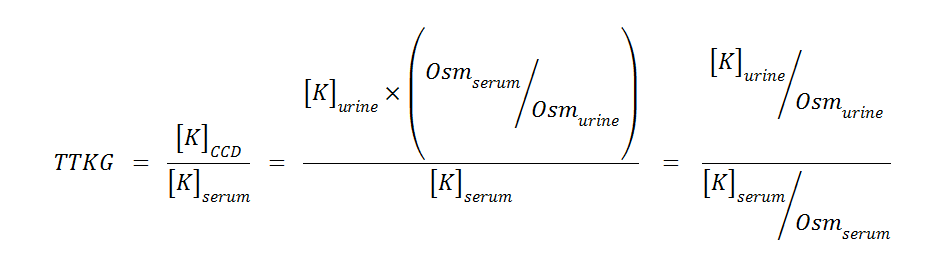 TTKG = [K]CCD / [K]serum = [K]urine × (Osmserum / Osmurine) / [K]serum = [K]urine / Osmurine / [K]serum / Osmserum